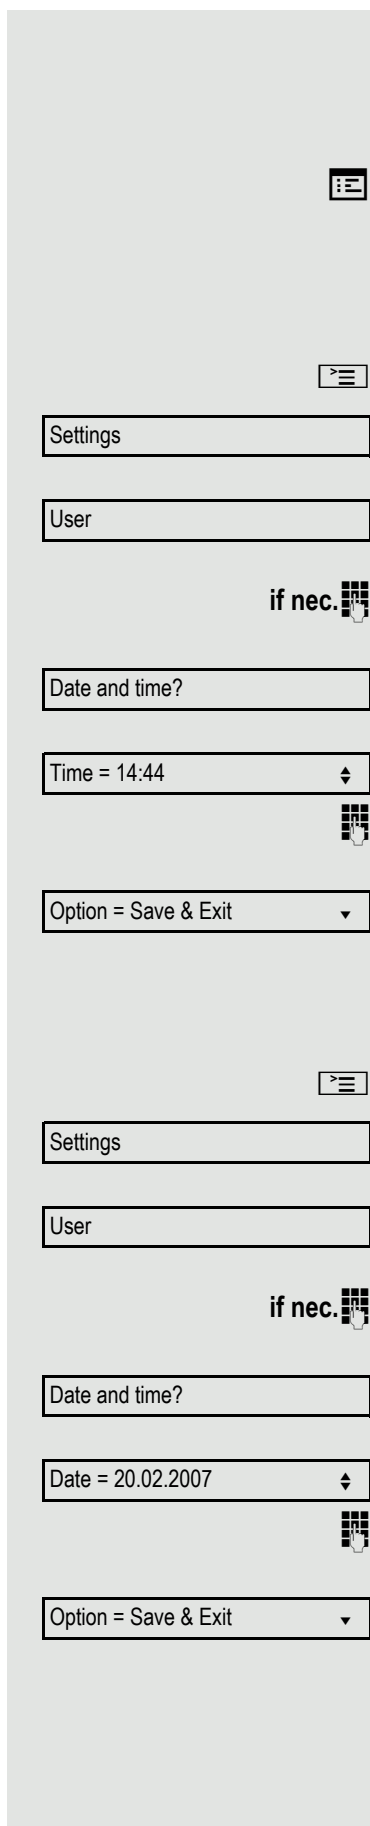 Settings
User
if nec.
Date and time?
Time = 14:44
Option = Save & Exit
Settings
User
if nec.
Date and time?
Date = 20.02.2007
Option = Save & Exit